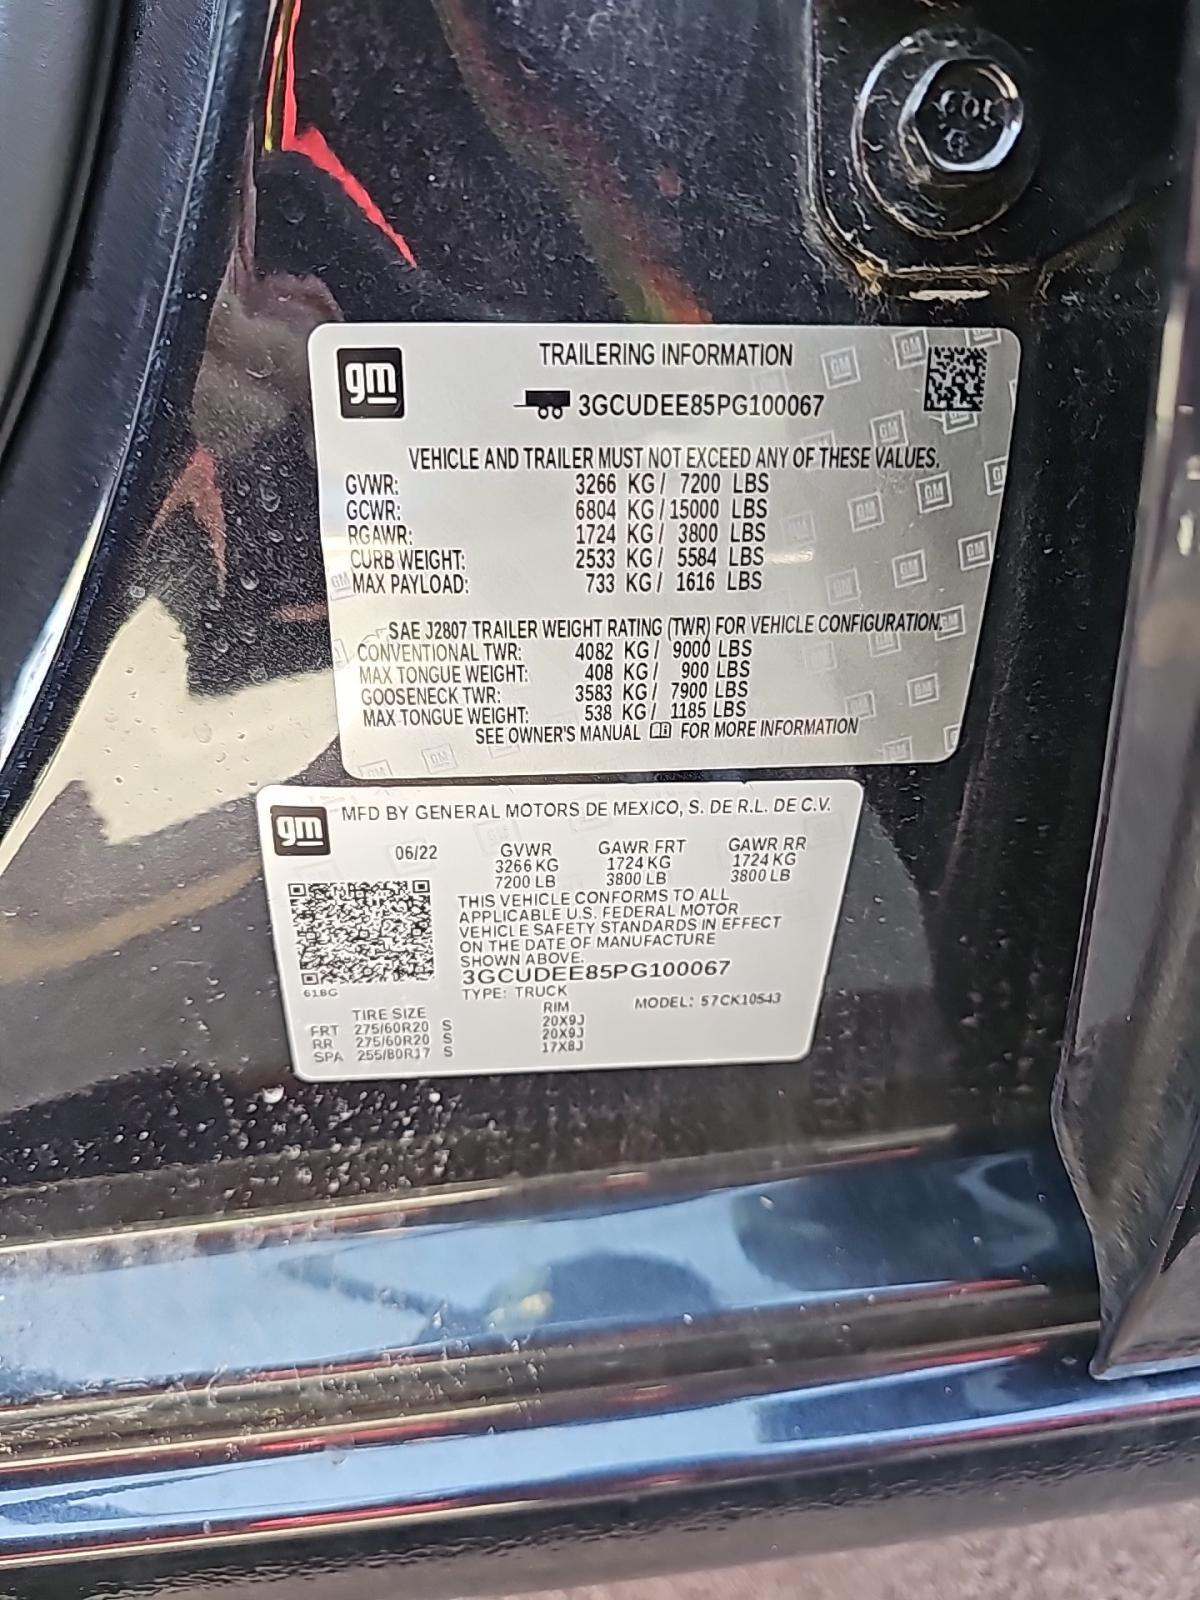 gm
TRAILERING INFORMATION
3GCUDEE85PG100067
VEHICLE AND TRAILER MUST NOT EXCEED ANY OF THESE VALUES.
GVWR: 3266 KG / 7200 LBS
GCWR: 6804 KG / 15000 LBS
RGAWR: 1724 KG / 3800 LBS
CURB WEIGHT: 2533 KG / 5584 LBS
MAX PAYLOAD: 733 KG / 1616 LBS
SAE J2807 TRAILER WEIGHT RATING (TWR) FOR VEHICLE CONFIGURATION.
CONVENTIONAL TWR: 4082 KG / 9000 LBS
MAX TONGUE WEIGHT: 408 KG / 900 LBS
GOOSENECK TWR: 3583 KG / 7900 LBS
MAX TONGUE WEIGHT: 538 KG / 1185 LBS
SEE OWNER'S MANUAL FOR MORE INFORMATION
gm
MFD BY GENERAL MOTORS DE MEXICO, S. DE R.L. DE C.V.
06/22 GVWR GAWR FRT GAWR RR
3266 KG 1724 KG 1724 KG
7200 LB 3800 LB 3800 LB
THIS VEHICLE CONFORMS TO ALL
APPLICABLE U.S. FEDERAL MOTOR
VEHICLE SAFETY STANDARDS IN EFFECT
ON THE DATE OF MANUFACTURE
SHOWN ABOVE.
3GCUDEE85PG100067
618G
TYPE: TRUCK MODEL: 57CK10543
TIRE SIZE RIM
FRT 275/60R20 S 20X9J
RR 275/60R20 S 20X9J
SPA 255/80R17 S 17X8J